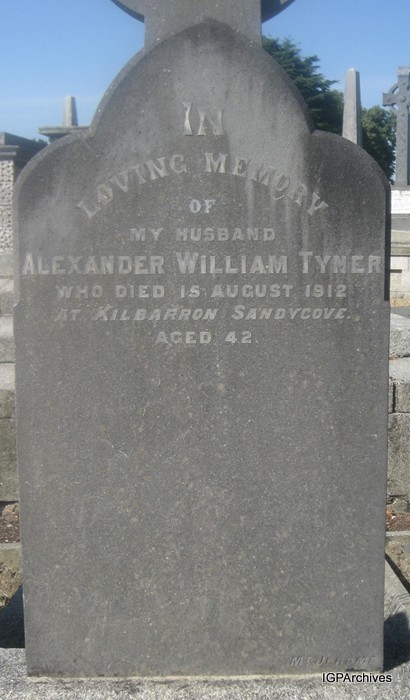 IN
LOVING MEMORY
OF
MY HUSBAND
ALEXANDER WILLIAM TYNER
WHO DIED 15 AUGUST 1912
AT KILBARRON SANDYCOVE.
AGED 42.
IGPArchives